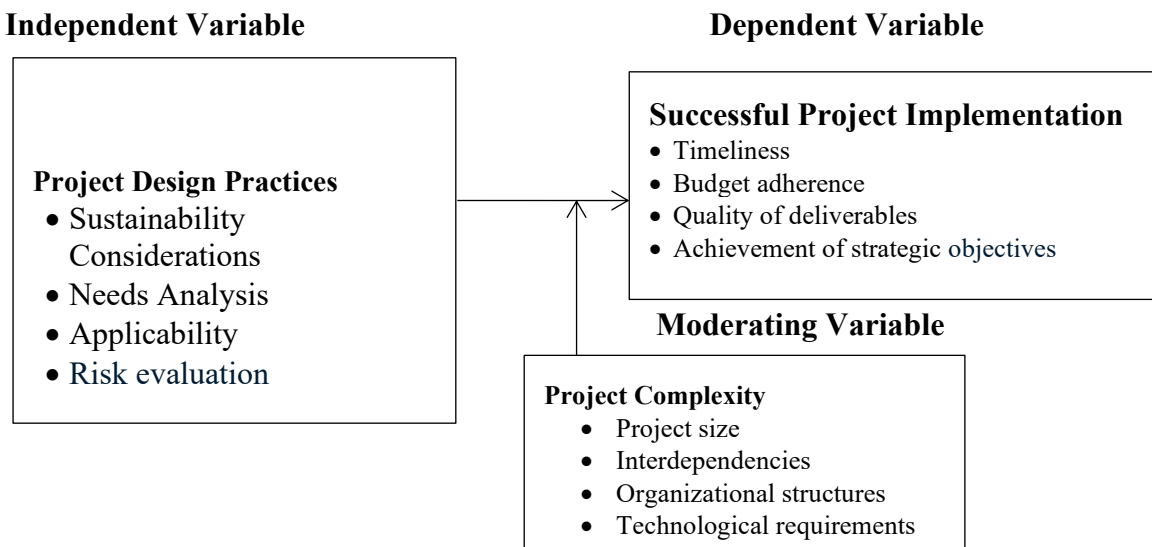 Independent Variable
Dependent Variable
Project Design Practices
• Sustainability
Considerations
• Needs Analysis
• Applicability
• Risk evaluation
Successful Project Implementation
• Timeliness
• Budget adherence
• Quality of deliverables
• Achievement of strategic objectives
Moderating Variable
Project Complexity
• Project size
• Interdependencies
• Organizational structures
• Technological requirements